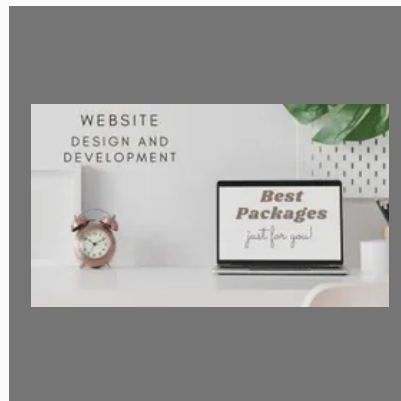 WEBSITE
DESIGN AND
DEVELOPMENT
Best
Packages
just for you!